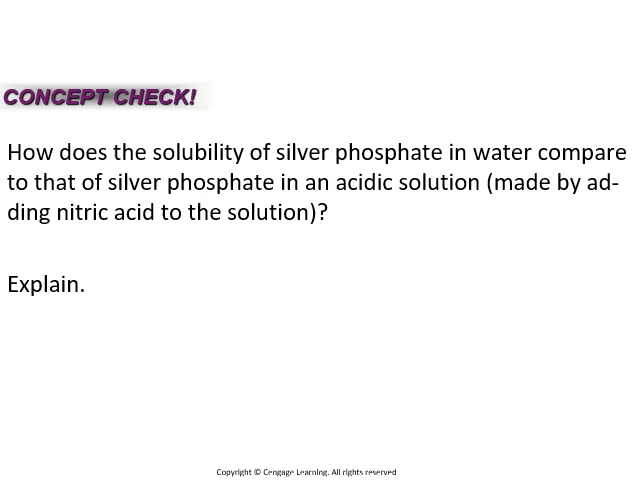 CONCEPT CHECK!
How does the solubility of silver phosphate in water compare
to that of silver phosphate in an acidic solution (made by ad-
ding nitric acid to the solution)?
Explain.
Copyright © Cengage Learning. All rights reserved